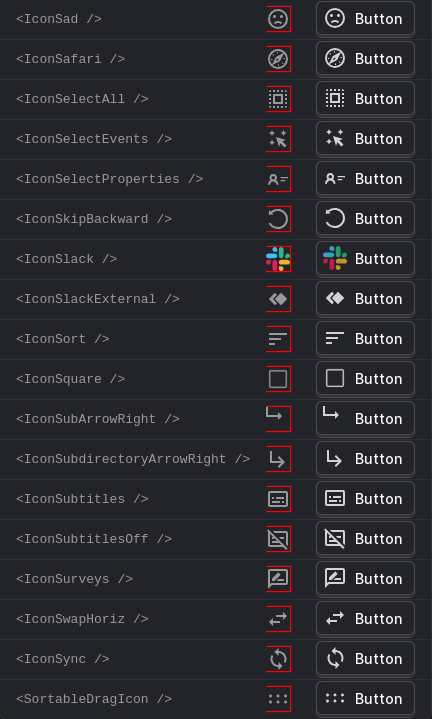 <IconSad /> Button
<IconSafari /> Button
<IconSelectAll /> Button
<IconSelectEvents /> Button
<IconSelectProperties /> Button
<IconSkipBackward /> Button
<IconSlack /> Button
<IconSlackExternal /> Button
<IconSort /> Button
<IconSquare /> Button
<IconSubArrowRight /> Button
<IconSubdirectoryArrowRight /> Button
<IconSubtitles /> Button
<IconSubtitlesOff /> Button
<IconSurveys /> Button
<IconSwapHoriz /> Button
<IconSync /> Button
<SortableDragIcon /> Button